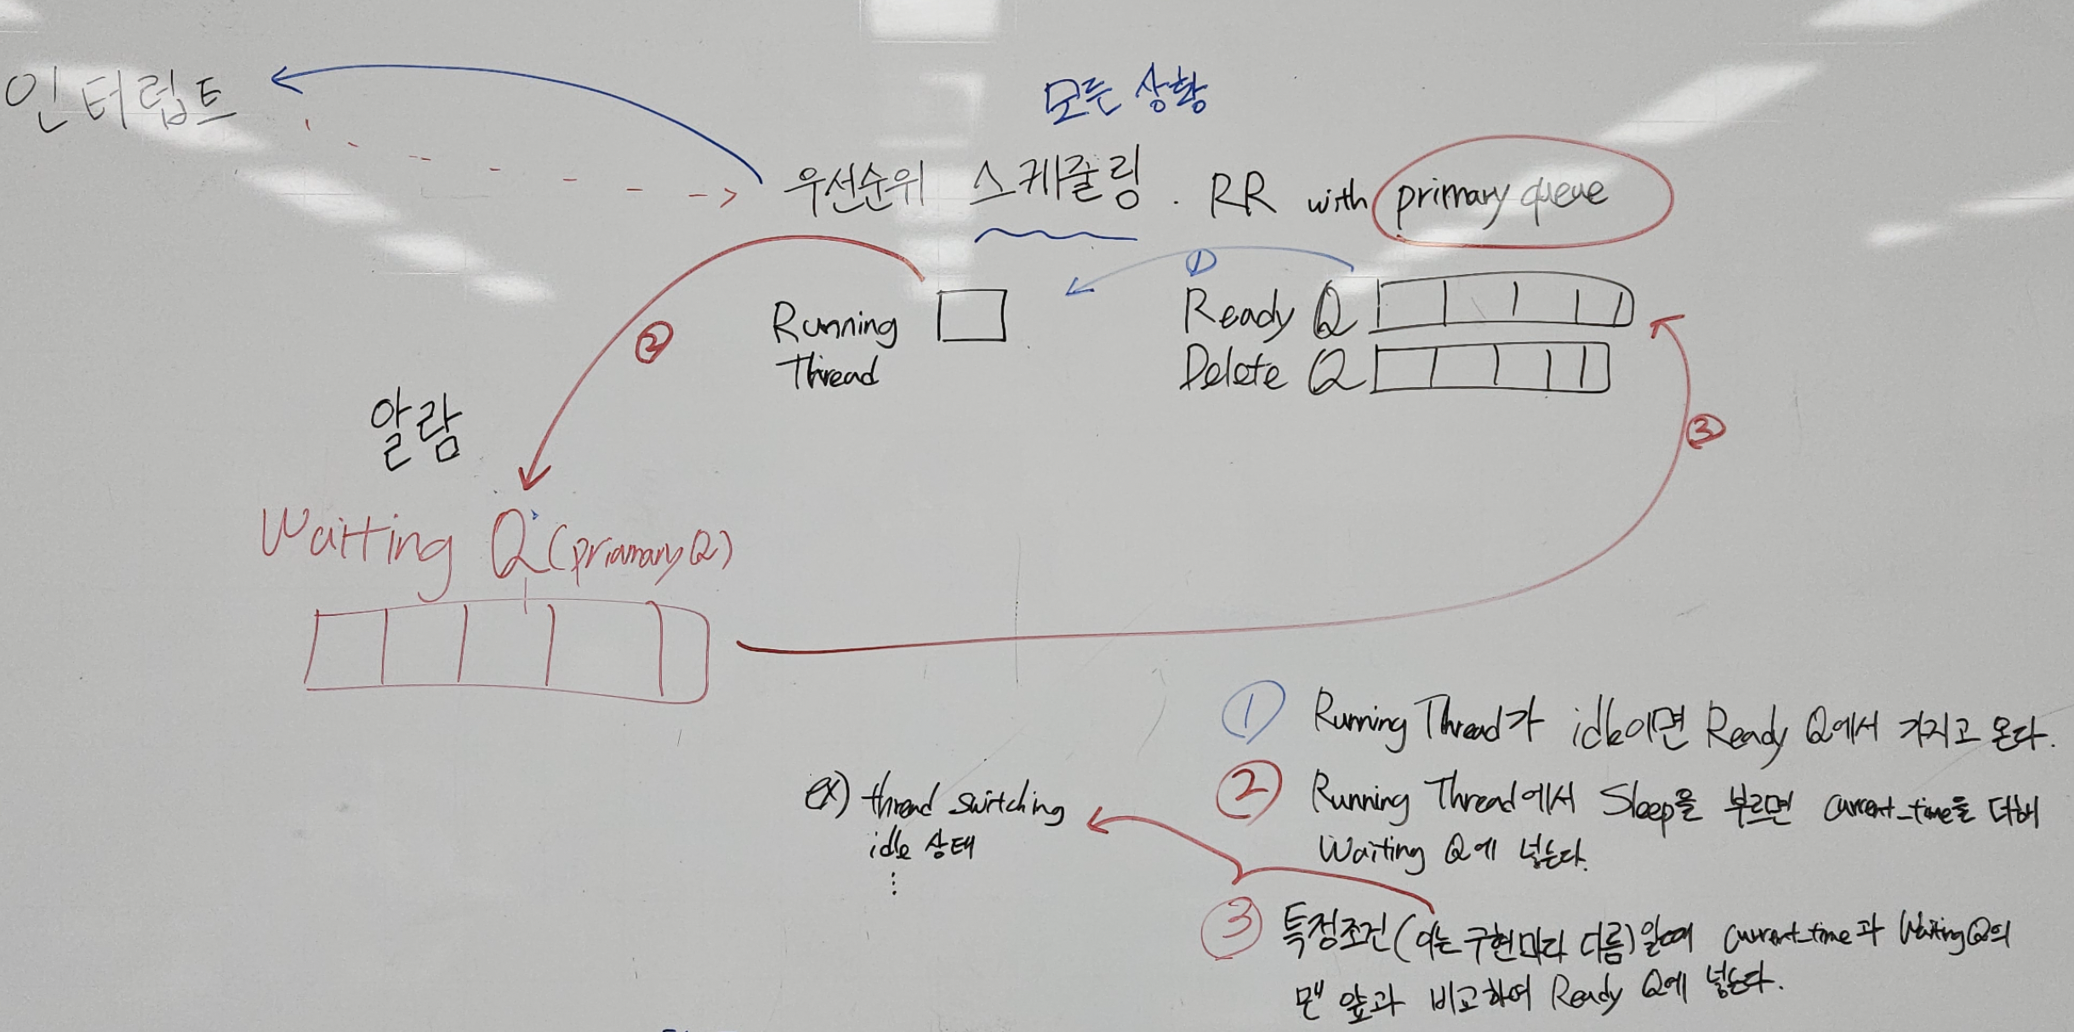 인터럽트
모든 상황
우선순위 스케줄링. RR with primary queue
①
Running
Thread
Ready Q
Delete Q
②
③
알람
Waiting Q (priamary Q)
① Running Thread가 idle이면 Ready Q에서 가지고 온다.
② Running Thread에서 Sleep을 부르면 current_time을 더해
Waiting Q에 넣는다.
ex) thread switching
idle 상태
⋮
③ 특정조건(이는 구현마다 다름)일때 current_time과 Waiting Q의
맨 앞과 비교하여 Ready Q에 넣는다.